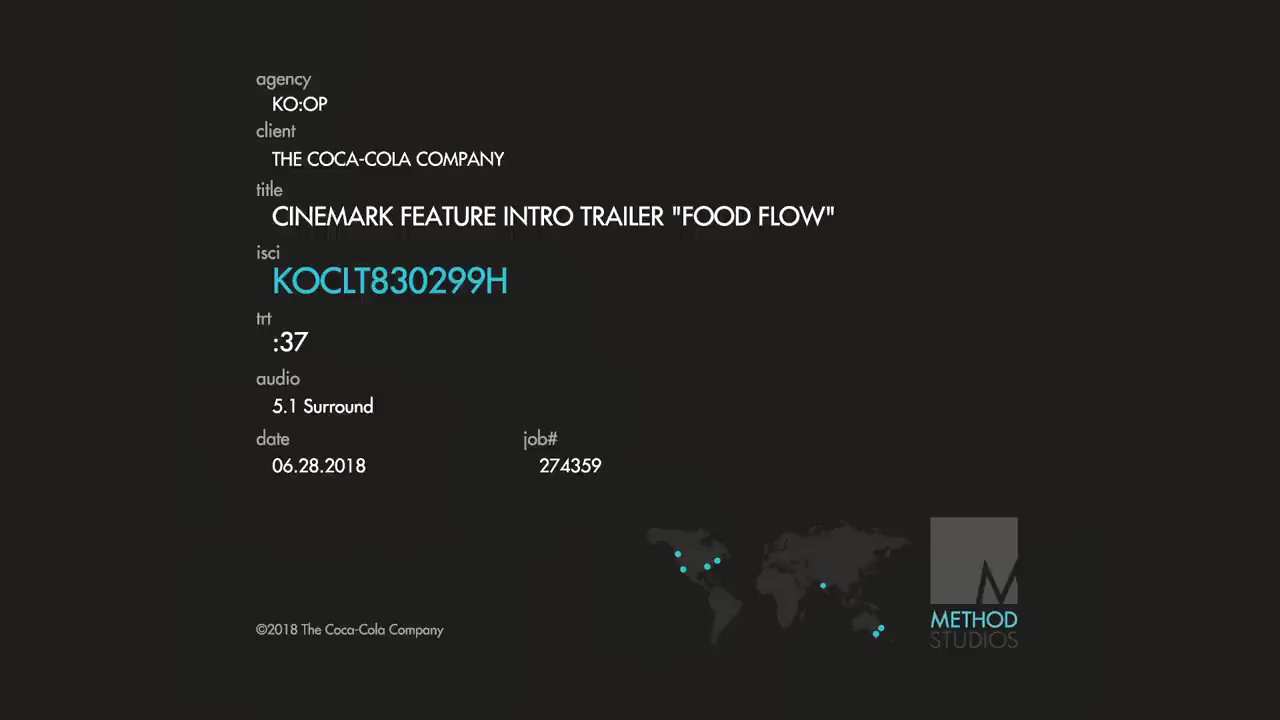 agency
KO:OP
client
THE COCA-COLA COMPANY
title
CINEMARK FEATURE INTRO TRAILER "FOOD FLOW"
isci
KOCLT830299H
trt
:37
audio
5.1 Surround
date
06.28.2018
job#
274359
©2018 The Coca-Cola Company
M
METHOD
STUDIOS